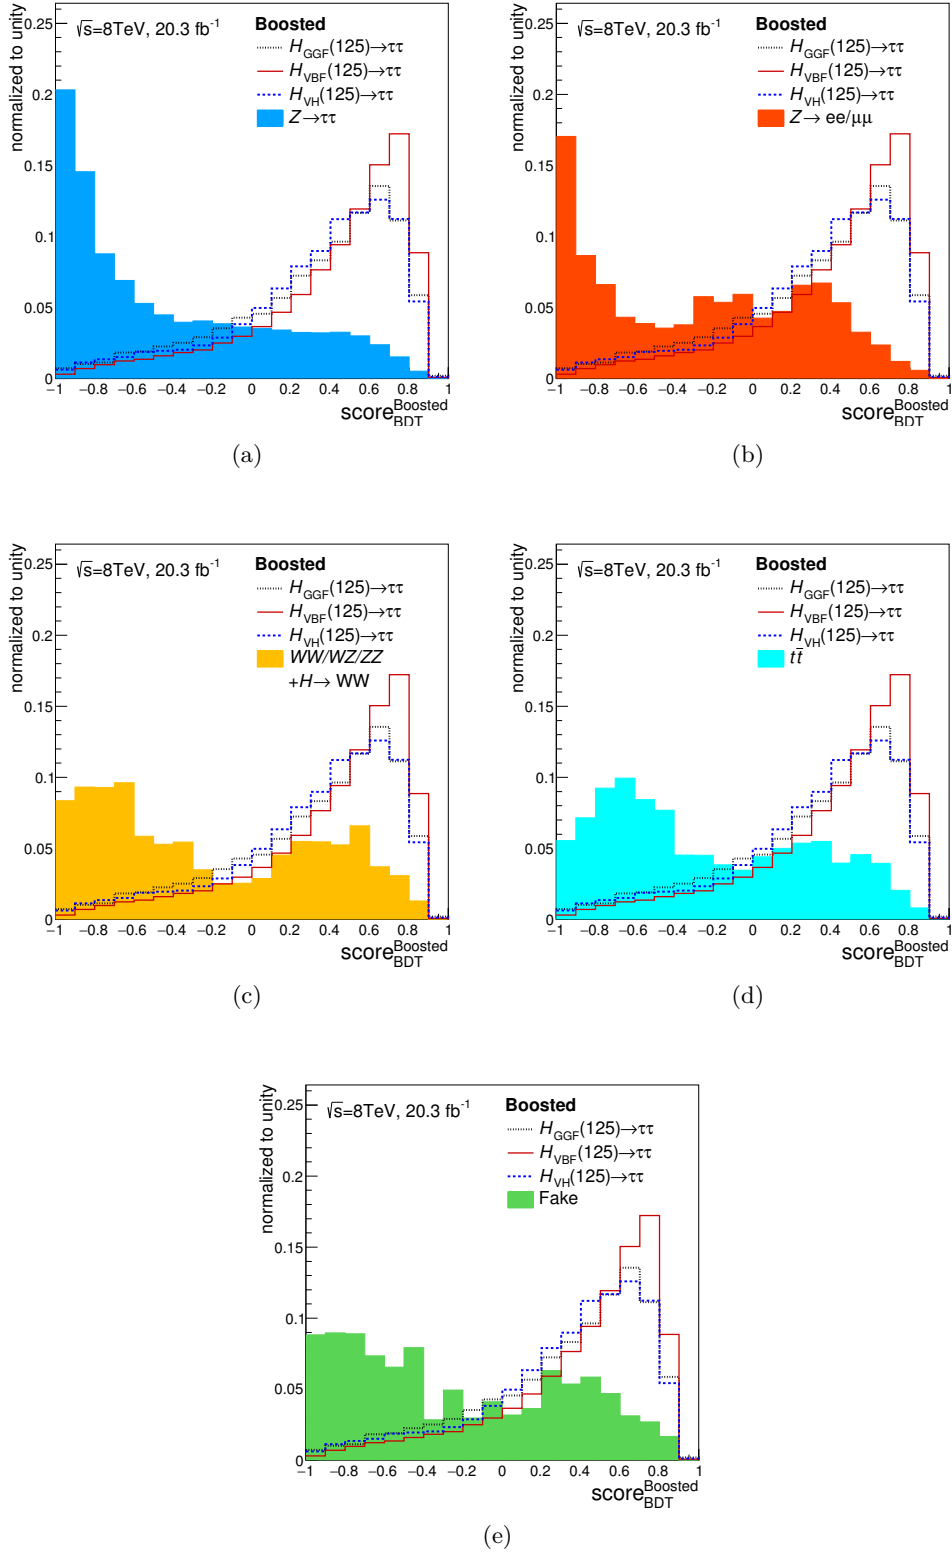 normalized to unity
√s=8TeV, 20.3 fb⁻¹
Boosted
H_GGF(125)→ττ
H_VBF(125)→ττ
H_VH(125)→ττ
Z→ττ
0.25
0.2
0.15
0.1
0.05
0
−1 −0.8 −0.6 −0.4 −0.2 0 0.2 0.4 0.6 0.8 1
score_BDT^Boosted
(a)
normalized to unity
√s=8TeV, 20.3 fb⁻¹
Boosted
H_GGF(125)→ττ
H_VBF(125)→ττ
H_VH(125)→ττ
Z→ ee/μμ
0.25
0.2
0.15
0.1
0.05
0
−1 −0.8 −0.6 −0.4 −0.2 0 0.2 0.4 0.6 0.8 1
score_BDT^Boosted
(b)
normalized to unity
√s=8TeV, 20.3 fb⁻¹
Boosted
H_GGF(125)→ττ
H_VBF(125)→ττ
H_VH(125)→ττ
WW/WZ/ZZ
+H→ WW
0.25
0.2
0.15
0.1
0.05
0
−1 −0.8 −0.6 −0.4 −0.2 0 0.2 0.4 0.6 0.8 1
score_BDT^Boosted
(c)
normalized to unity
√s=8TeV, 20.3 fb⁻¹
Boosted
H_GGF(125)→ττ
H_VBF(125)→ττ
H_VH(125)→ττ
tt̄
0.25
0.2
0.15
0.1
0.05
0
−1 −0.8 −0.6 −0.4 −0.2 0 0.2 0.4 0.6 0.8 1
score_BDT^Boosted
(d)
normalized to unity
√s=8TeV, 20.3 fb⁻¹
Boosted
H_GGF(125)→ττ
H_VBF(125)→ττ
H_VH(125)→ττ
Fake
0.25
0.2
0.15
0.1
0.05
0
−1 −0.8 −0.6 −0.4 −0.2 0 0.2 0.4 0.6 0.8 1
score_BDT^Boosted
(e)